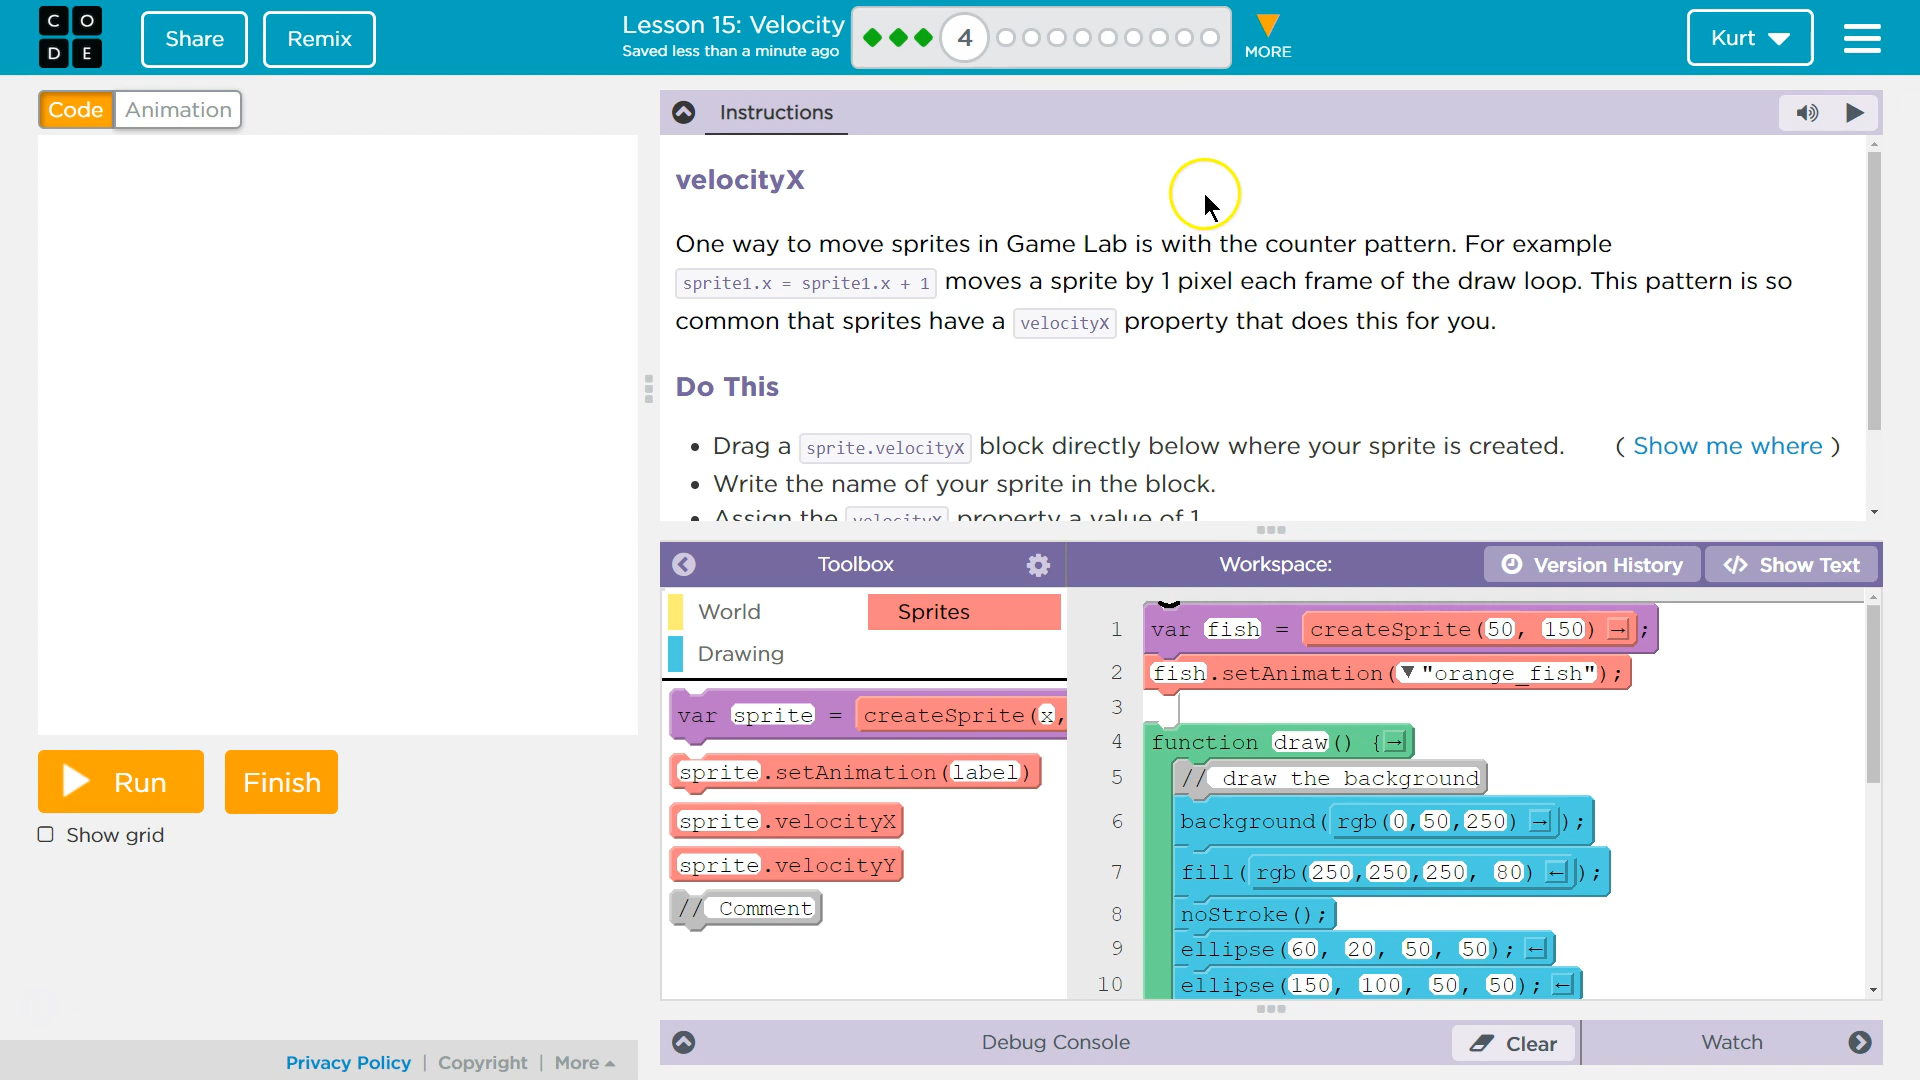 C O
D E
Share
Remix
Lesson 15: Velocity
Saved less than a minute ago
4
MORE
Kurt
Code
Animation
Instructions
velocityX
One way to move sprites in Game Lab is with the counter pattern. For example
sprite1.x = sprite1.x + 1 moves a sprite by 1 pixel each frame of the draw loop. This pattern is so
common that sprites have a velocityX property that does this for you.
Do This
• Drag a sprite.velocityX block directly below where your sprite is created. ( Show me where )
• Write the name of your sprite in the block.
• Assign the velocityX property a value of 1
Toolbox
Workspace:
Version History
</> Show Text
World
Sprites
Drawing
var sprite = createSprite(x,
sprite.setAnimation(label)
sprite.velocityX
sprite.velocityY
// Comment
1 var fish = createSprite(50, 150) → ;
2 fish.setAnimation(▼"orange_fish");
3
4 function draw() {→
5 // draw the background
6 background(rgb(0,50,250) →);
7 fill(rgb(250,250,250, 80) ←);
8 noStroke();
9 ellipse(60, 20, 50, 50); ←
10 ellipse(150, 100, 50, 50); ←
Run
Finish
Show grid
Debug Console
Clear
Watch
Privacy Policy | Copyright | More